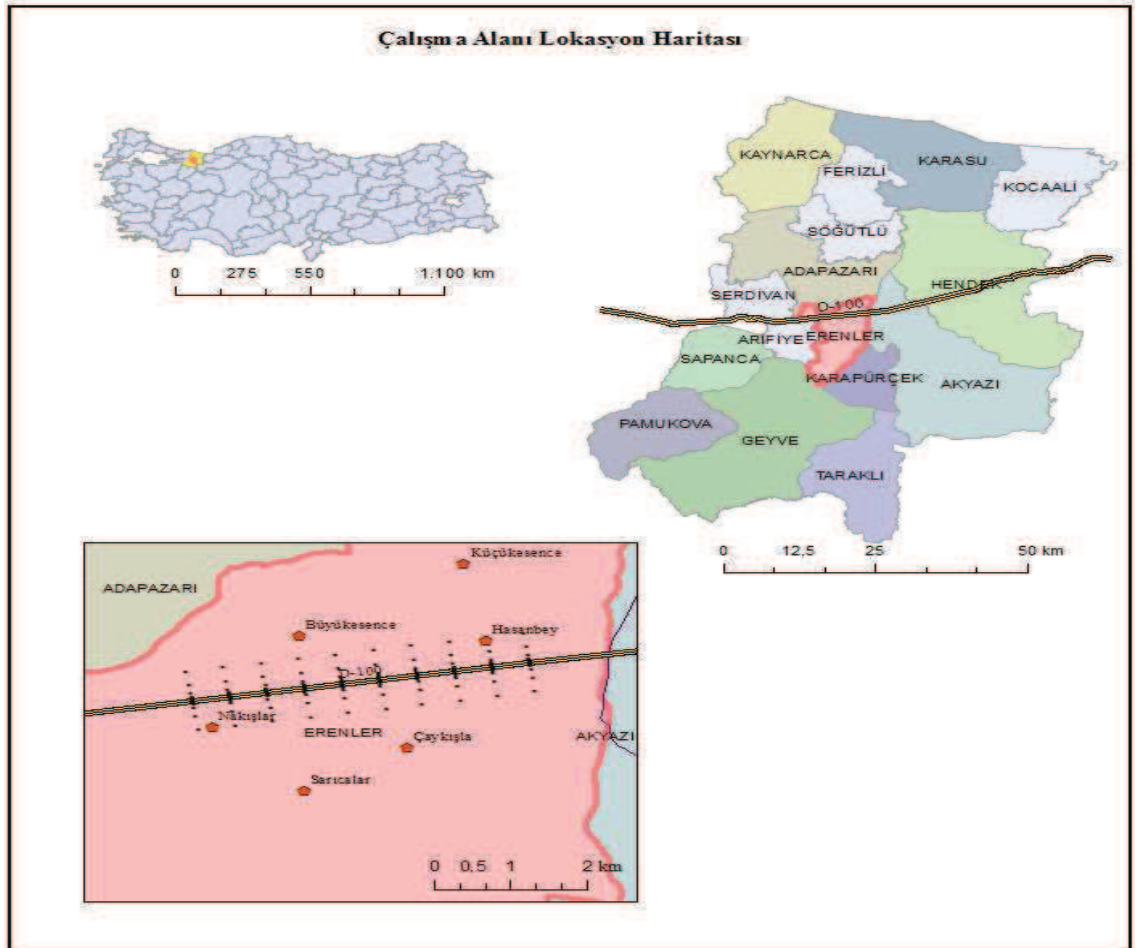 Çalışma Alanı Lokasyon Haritası
0 275 550 1.100 km
KAYNARCA
FERİZLİ
KARASU
KOCAALİ
SÖĞÜTLÜ
ADAPAZARI
SERDİVAN
HENDEK
D-100
ARİFİYE
ERENLER
SAPANCA
KARAPÜRÇEK
AKYAZI
PAMUKOVA
GEYVE
TARAKLI
0 12,5 25 50 km
Küçükesence
ADAPAZARI
Büyükesence
Hasanbey
D-100
Nakışlar
ERENLER
Çaykışla
AKYAZI
Sarıcalar
0 0,5 1 2 km